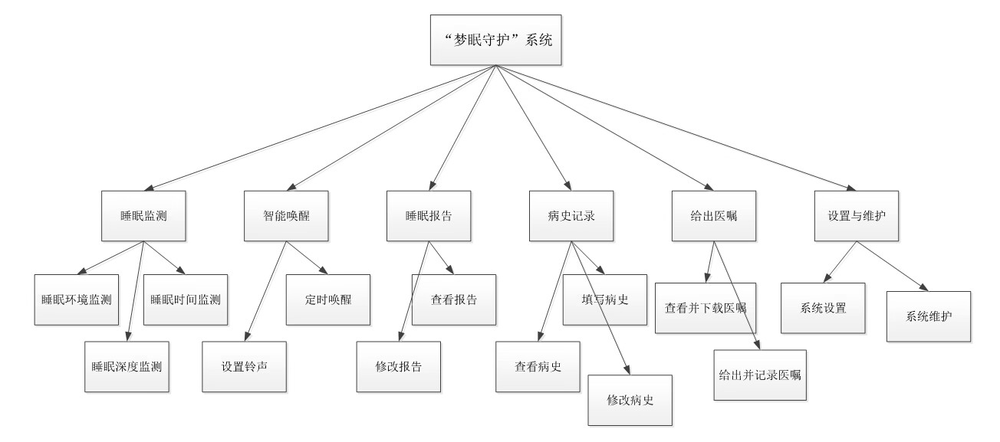 “梦眠守护”系统
睡眠监测
智能唤醒
睡眠报告
病史记录
给出医嘱
设置与维护
睡眠环境监测
睡眠时间监测
定时唤醒
查看报告
填写病史
查看并下载医嘱
系统设置
系统维护
睡眠深度监测
设置铃声
修改报告
查看病史
给出并记录医嘱
修改病史